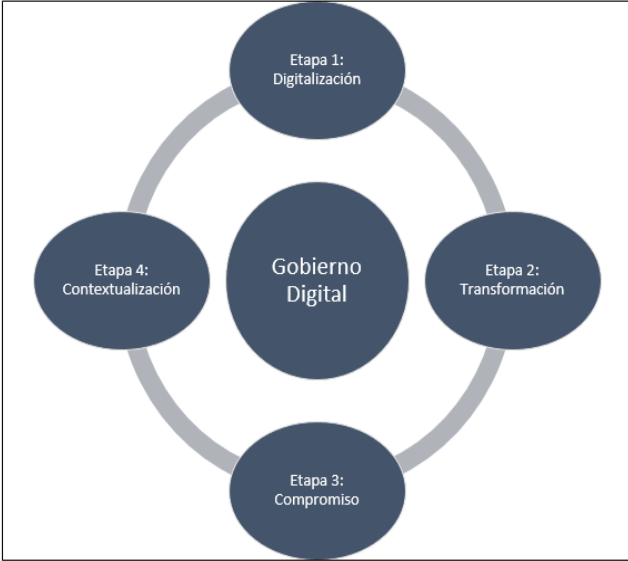 Etapa 1:
Digitalización
Gobierno
Digital
Etapa 4:
Contextualización
Etapa 2:
Transformación
Etapa 3:
Compromiso